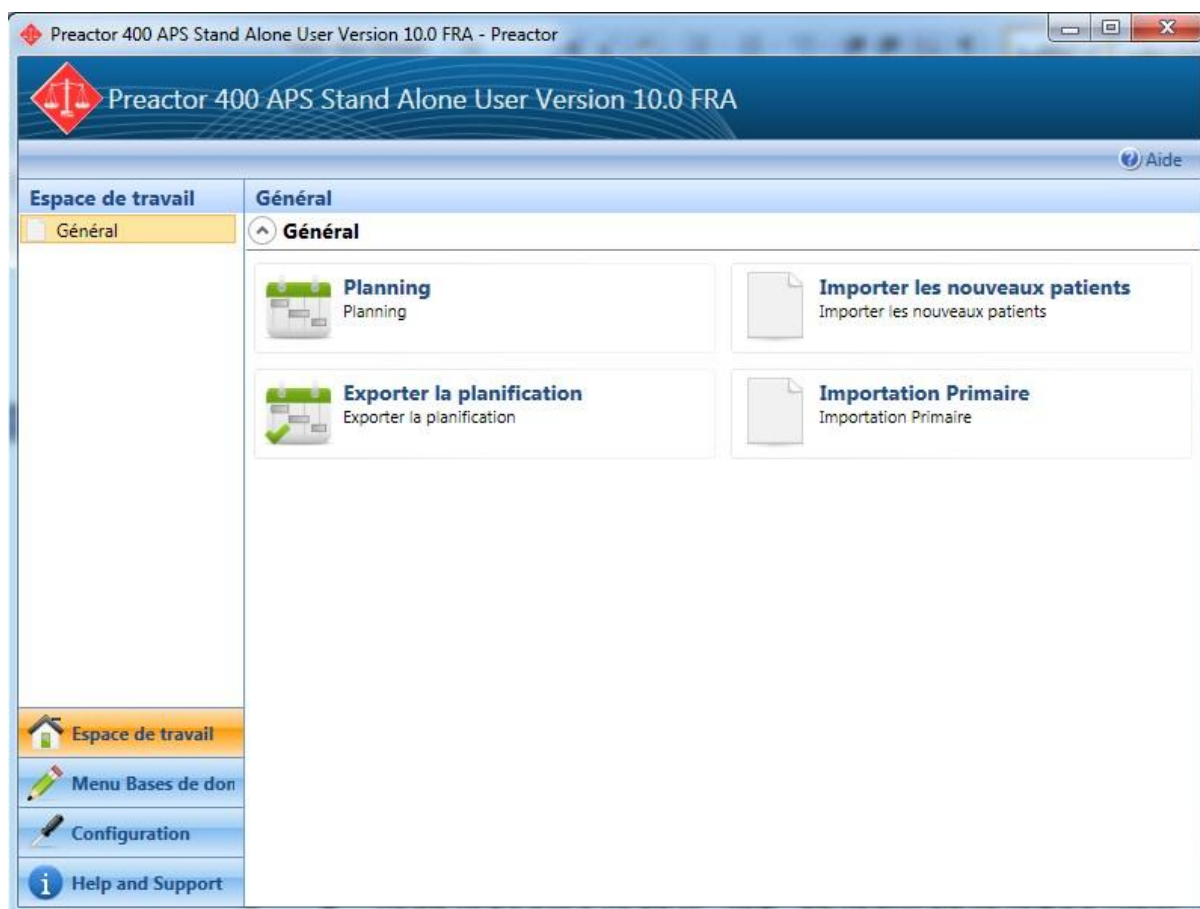 Preactor 400 APS Stand Alone User Version 10.0 FRA - Preactor
Preactor 400 APS Stand Alone User Version 10.0 FRA
Aide
Espace de travail
Général
Général
Général
Planning
Planning
Importer les nouveaux patients
Importer les nouveaux patients
Exporter la planification
Exporter la planification
Importation Primaire
Importation Primaire
Espace de travail
Menu Bases de don
Configuration
Help and Support